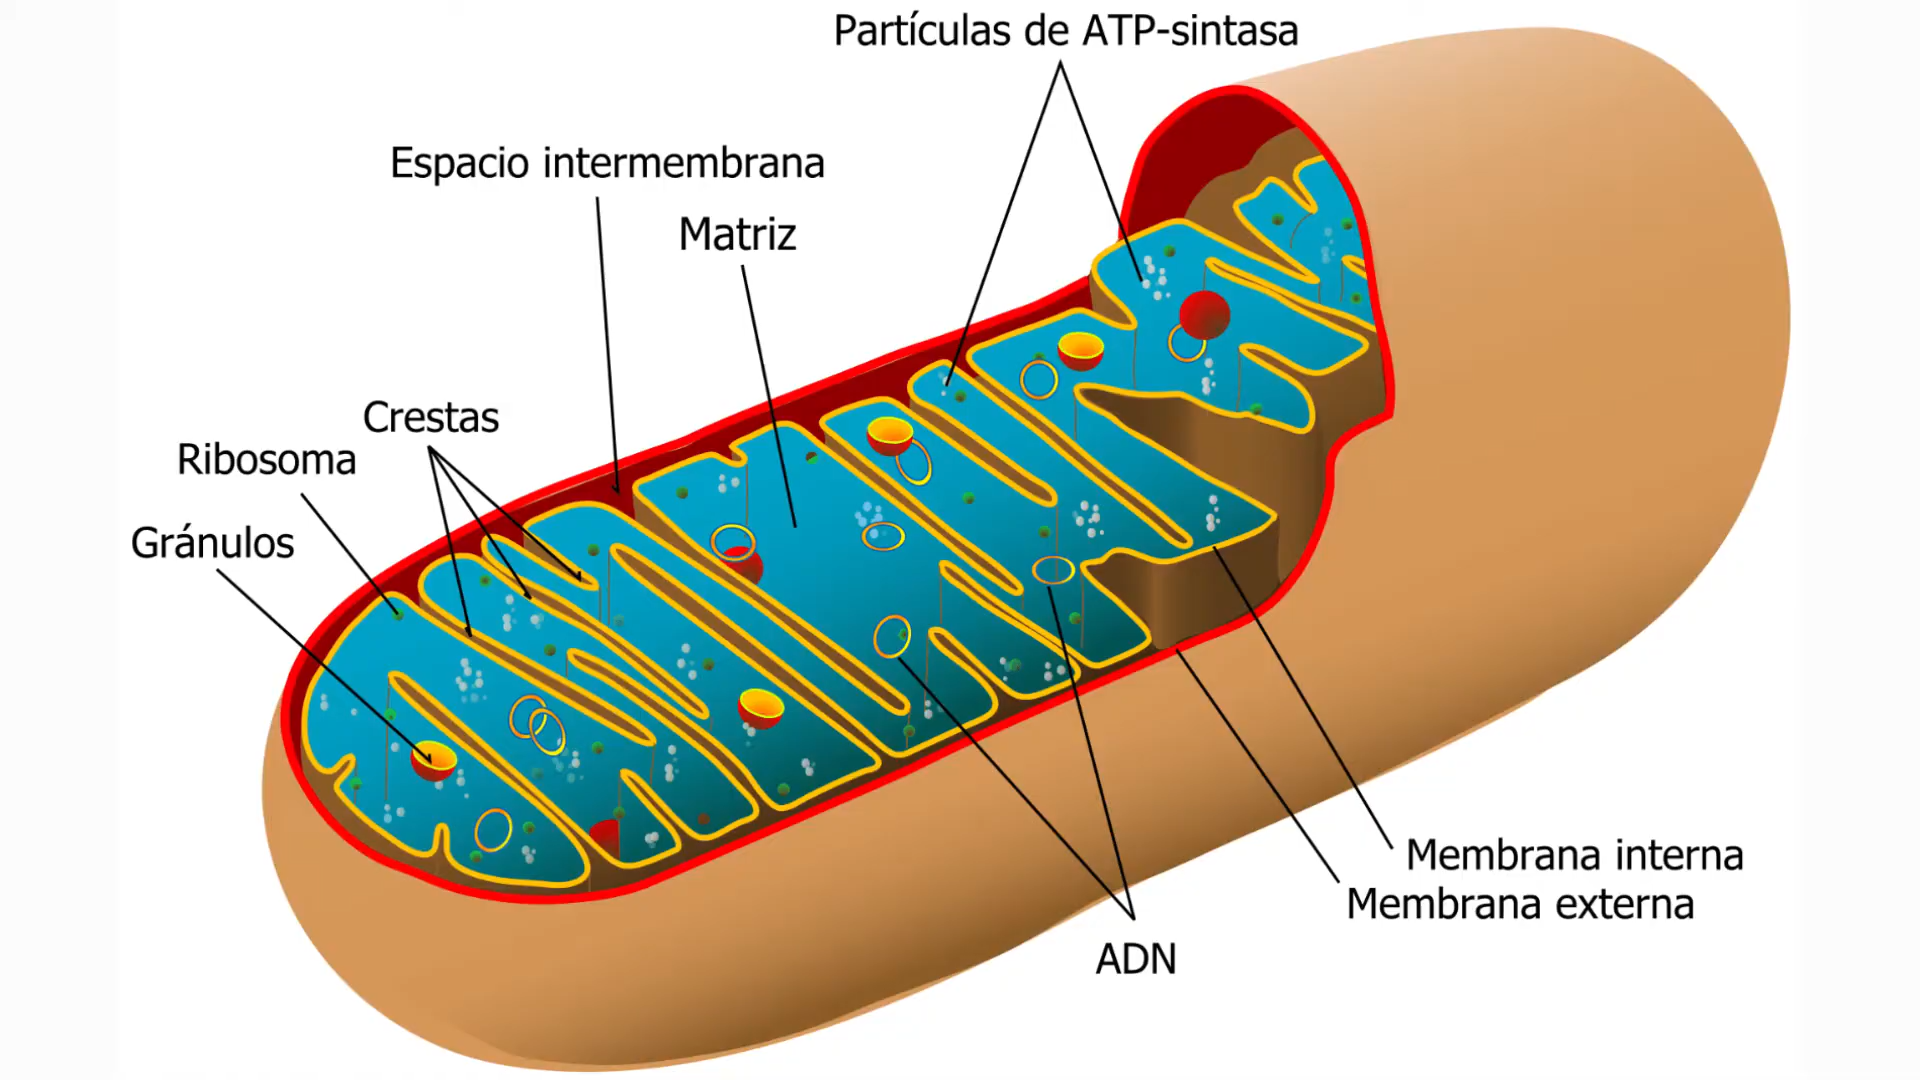 Partículas de ATP-sintasa
Espacio intermembrana
Matriz
Crestas
Ribosoma
Gránulos
Membrana interna
Membrana externa
ADN